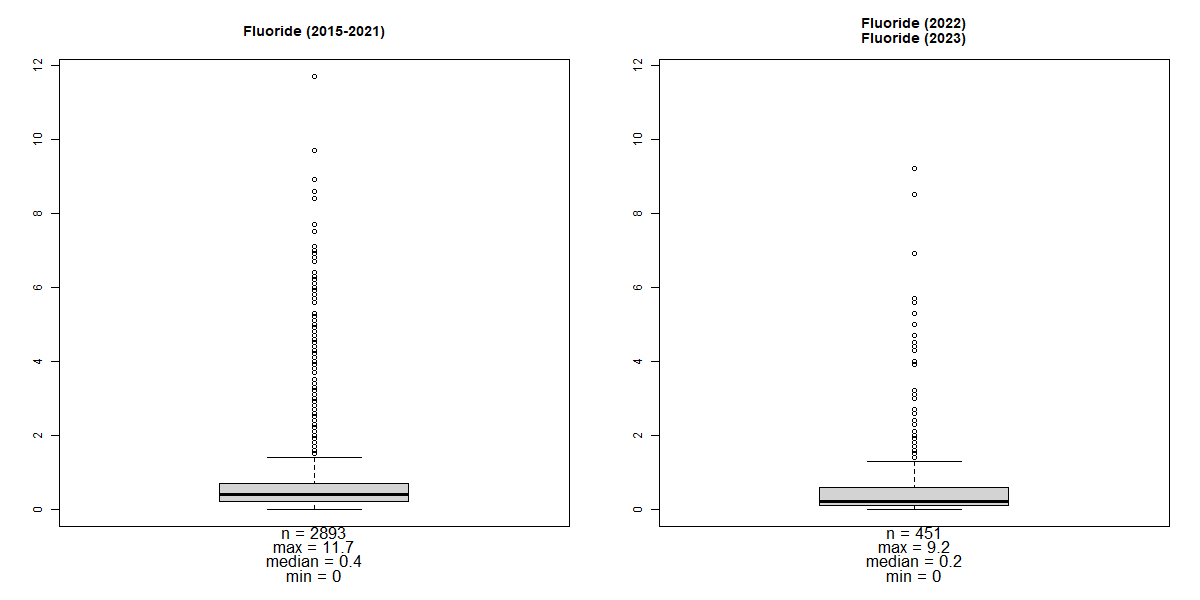 Fluoride (2015-2021)
12
10
8
6
4
2
0
n = 2893
max = 11.7
median = 0.4
min = 0
Fluoride (2022)
Fluoride (2023)
12
10
8
6
4
2
0
n = 451
max = 9.2
median = 0.2
min = 0